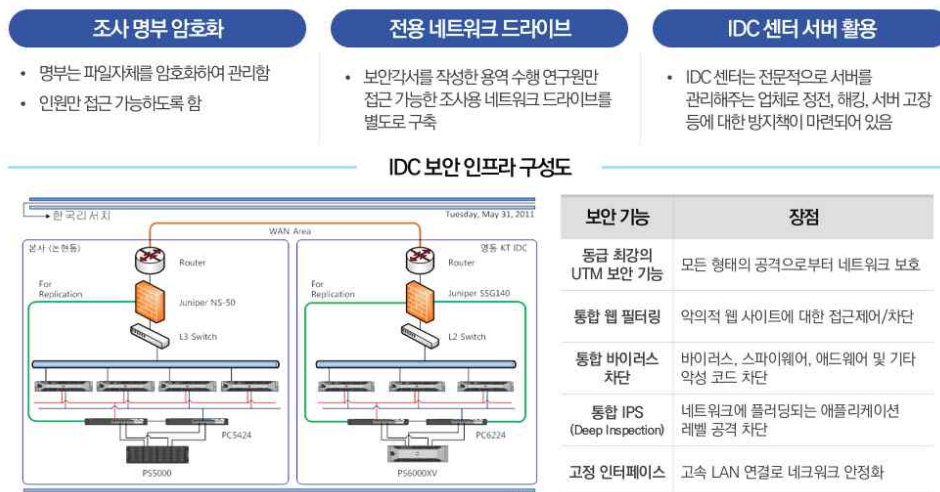 조사 명부 암호화
• 명부는 파일자체를 암호화하여 관리함
• 인원만 접근 가능하도록 함
전용 네트워크 드라이브
• 보안각서를 작성한 용역 수행 연구원만
접근 가능한 조사용 네트워크 드라이브를
별도로 구축
IDC 센터 서버 활용
• IDC 센터는 전문적으로 서버를
관리해주는 업체로 정전, 해킹, 서버 고장
등에 대한 방지책이 마련되어 있음
IDC 보안 인프라 구성도
한국리서치
Tuesday, May 31, 2011
WAN Area
본사 (논현동)
Router
For
Replication
Juniper NS-50
L3 Switch
PC5424
PS5000
영동 KT IDC
Router
For
Replication
Juniper SSG140
L2 Switch
PC6224
PS6000XV
보안 기능
장점
동급 최강의
UTM 보안 기능
모든 형태의 공격으로부터 네트워크 보호
통합 웹 필터링
악의적 웹 사이트에 대한 접근제어/차단
통합 바이러스
차단
바이러스, 스파이웨어, 애드웨어 및 기타
악성 코드 차단
통합 IPS
(Deep Inspection)
네트워크에 플러딩되는 애플리케이션
레벨 공격 차단
고정 인터페이스
고속 LAN 연결로 네크워크 안정화